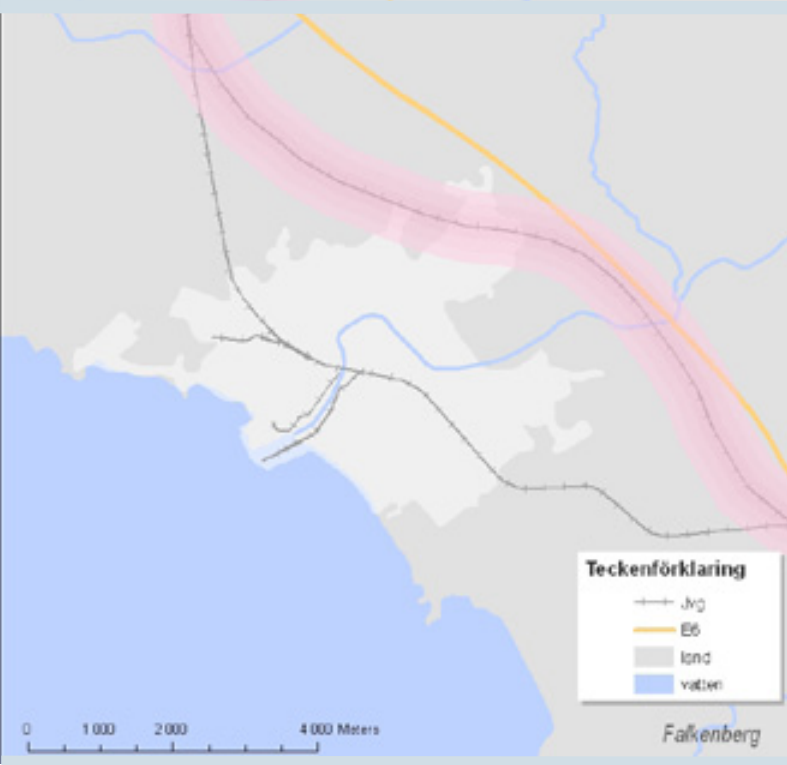 Teckenförklaring
Jvg
E6
land
vatten
0 1 000 2 000 4 000 Meters
Falkenberg